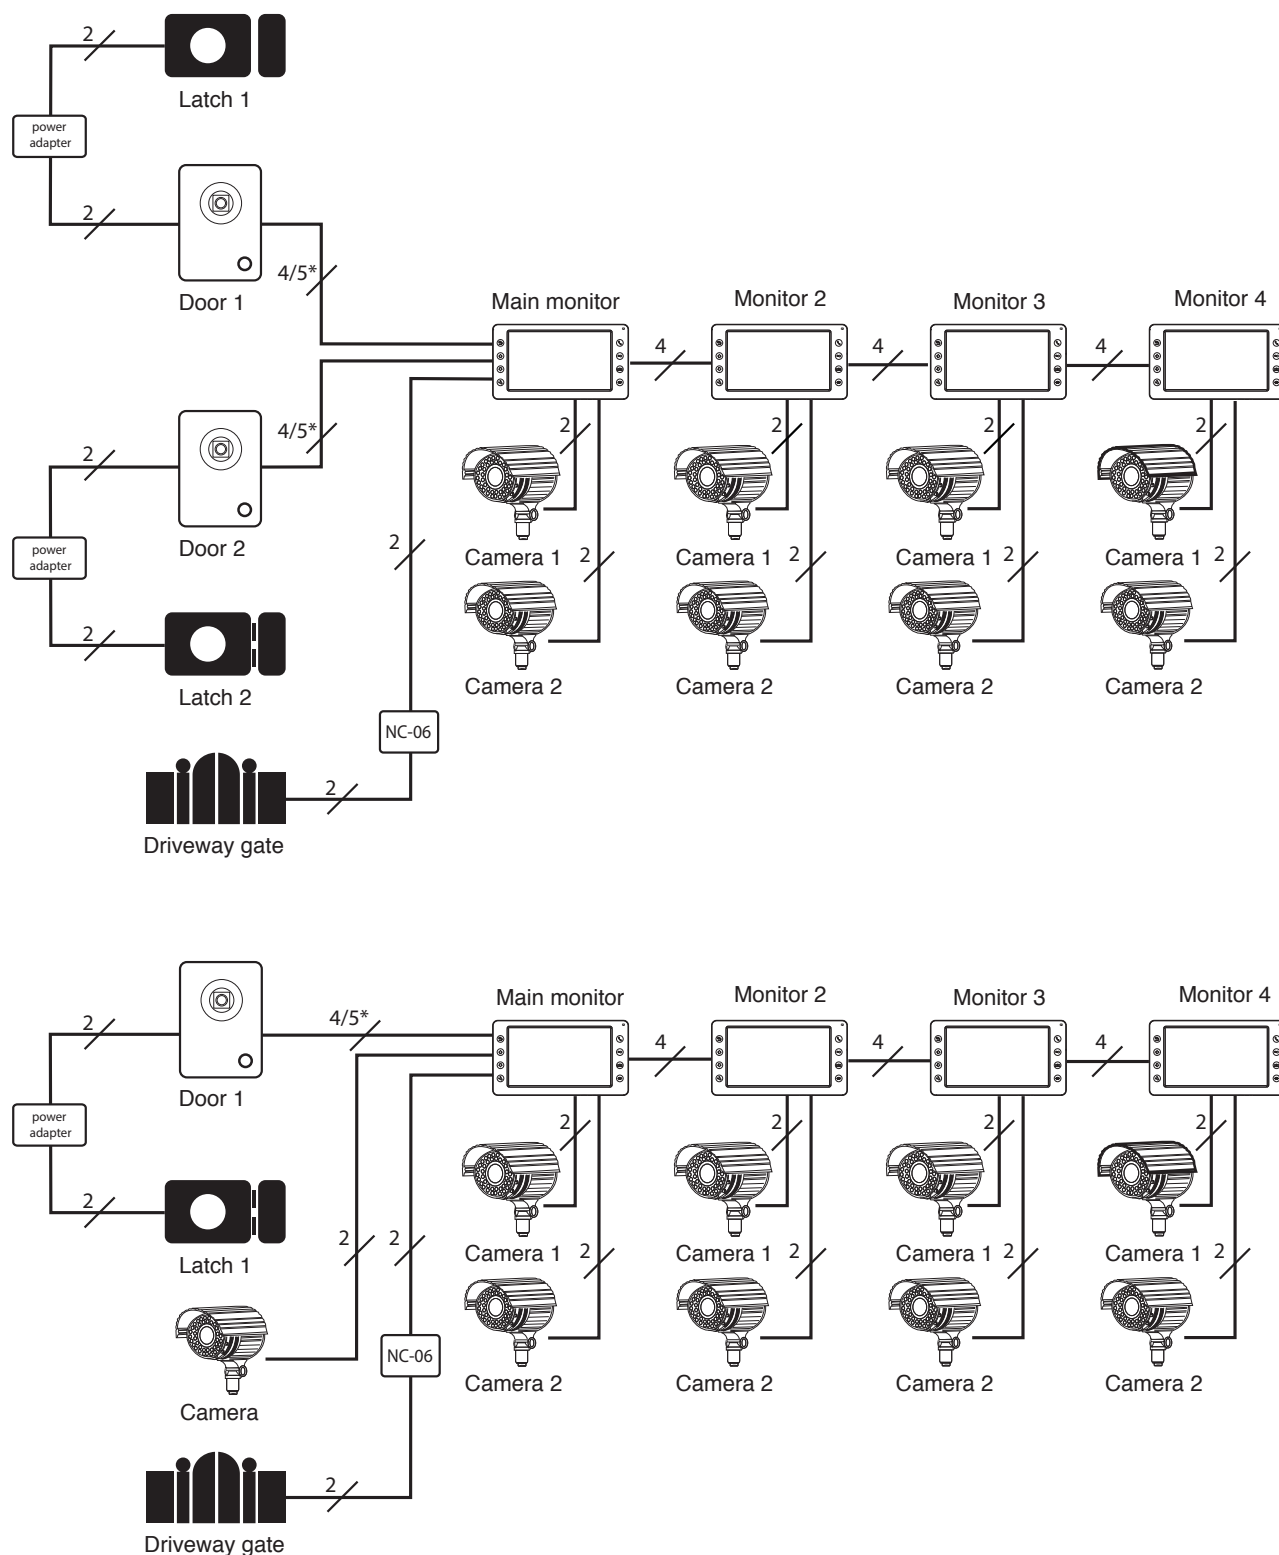 2
Latch 1
power
adapter
2
Door 1
4/5*
Main monitor
Monitor 2
Monitor 3
Monitor 4
4
4
4
2
2
2
2
Camera 1
Camera 1
Camera 1
Camera 1
2
2
2
2
Camera 2
Camera 2
Camera 2
Camera 2
4/5*
2
Door 2
power
adapter
2
Latch 2
2
NC-06
2
Driveway gate
Door 1
2
4/5*
power
adapter
2
Latch 1
Main monitor
Monitor 2
Monitor 3
Monitor 4
4
4
4
2
2
2
2
Camera 1
Camera 1
Camera 1
Camera 1
2
2
2
2
Camera 2
Camera 2
Camera 2
Camera 2
2
2
NC-06
Camera
2
Driveway gate